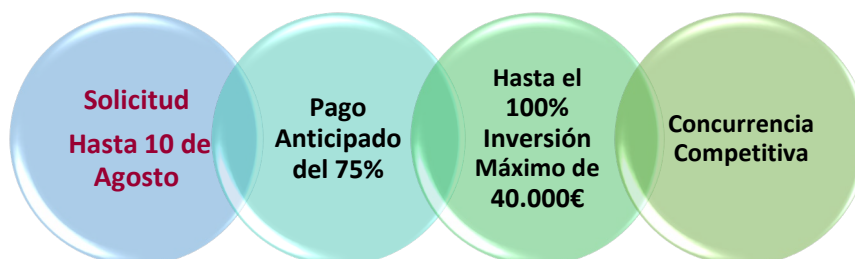 Solicitud
Hasta 10 de
Agosto
Pago
Anticipado
del 75%
Hasta el
100%
Inversión
Máximo de
40.000€
Concurrencia
Competitiva